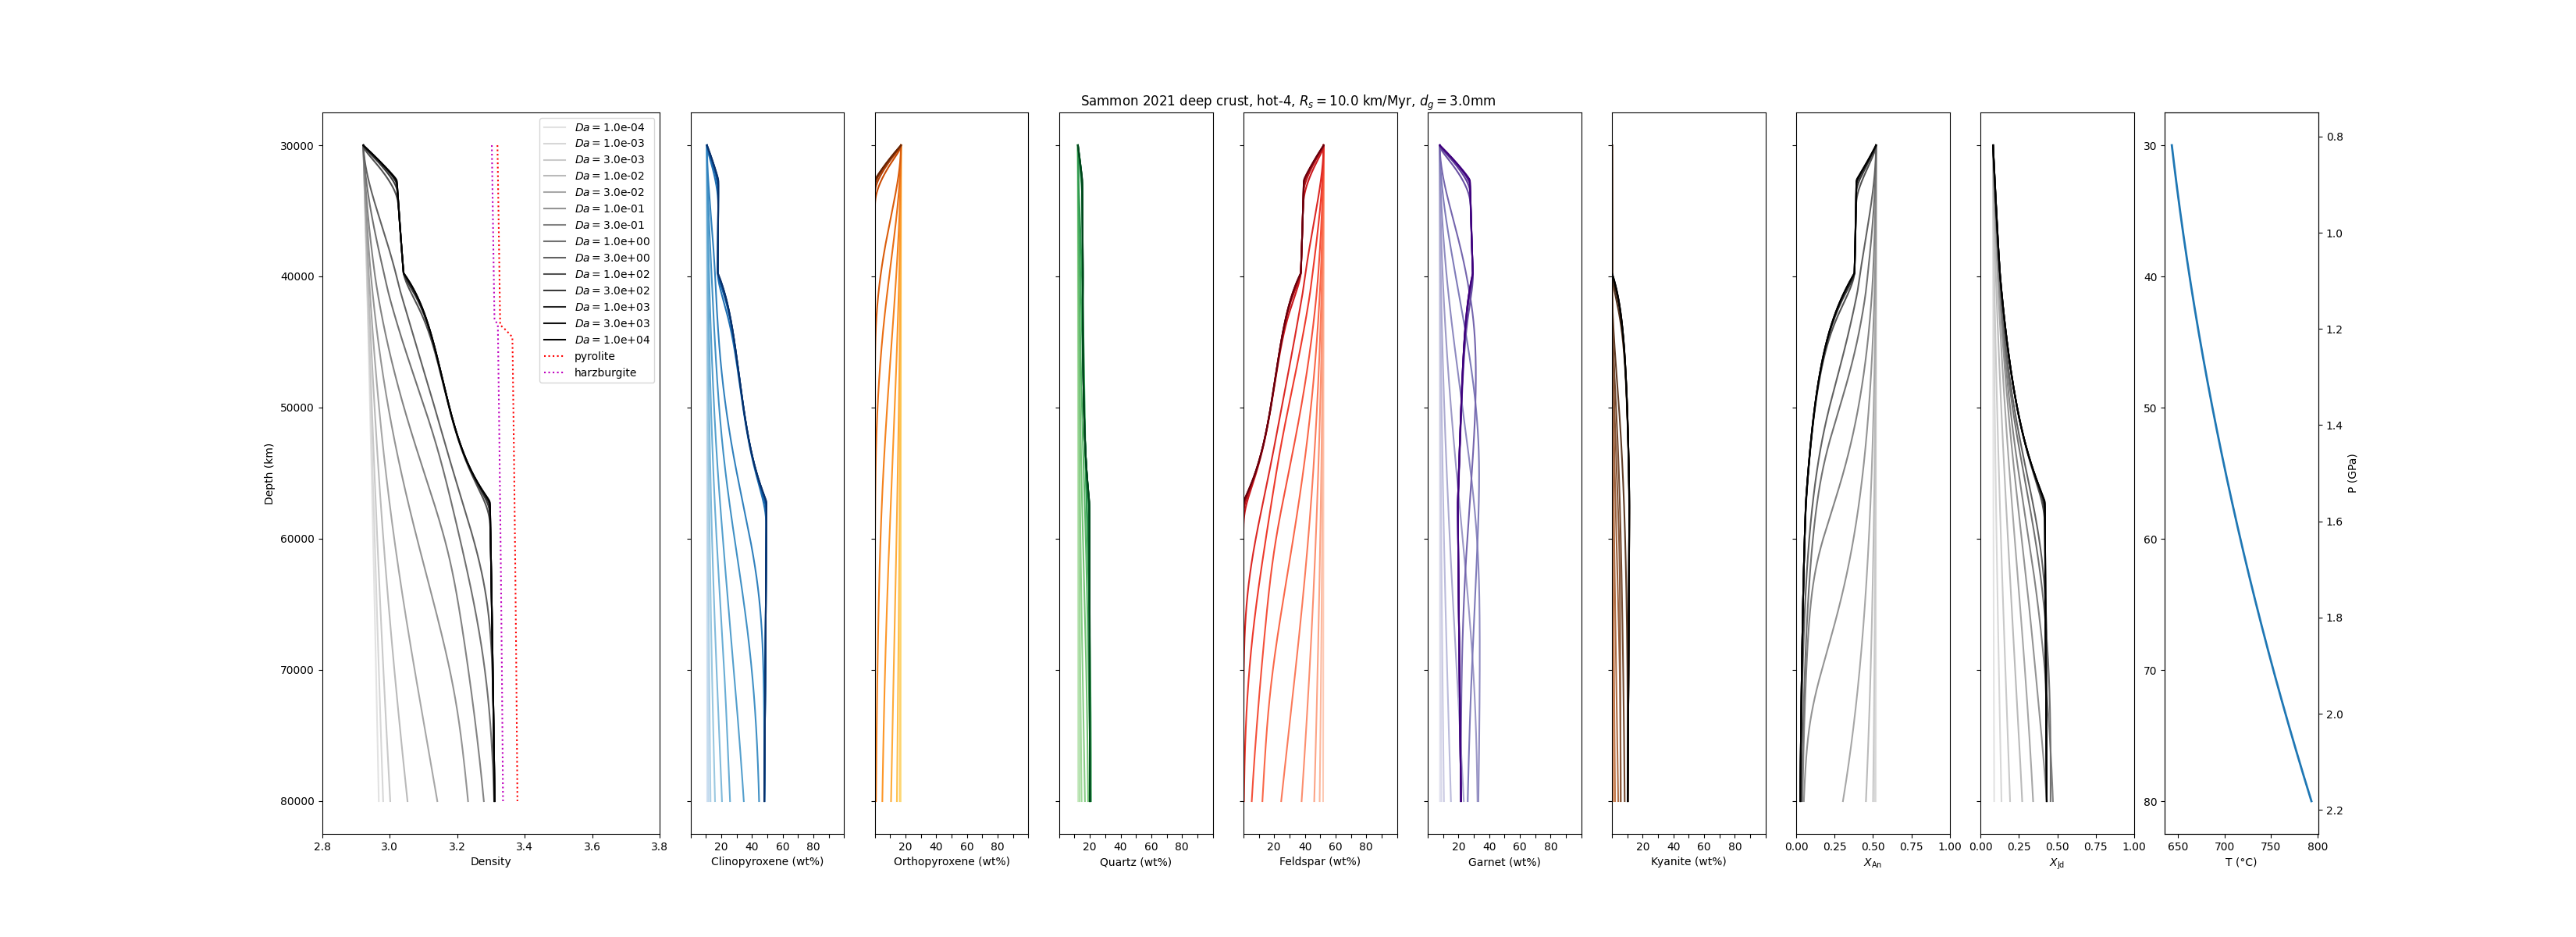 Sammon 2021 deep crust, hot-4, R_s = 10.0 km/Myr, d_g = 3.0mm
Da = 1.0e-04
Da = 1.0e-03
Da = 3.0e-03
Da = 1.0e-02
Da = 3.0e-02
Da = 1.0e-01
Da = 3.0e-01
Da = 1.0e+00
Da = 3.0e+00
Da = 1.0e+02
Da = 3.0e+02
Da = 1.0e+03
Da = 3.0e+03
Da = 1.0e+04
pyrolite
harzburgite
Depth (km)
30000
40000
50000
60000
70000
80000
2.8 3.0 3.2 3.4 3.6 3.8
Density
20 40 60 80
Clinopyroxene (wt%)
20 40 60 80
Orthopyroxene (wt%)
20 40 60 80
Quartz (wt%)
20 40 60 80
Feldspar (wt%)
20 40 60 80
Garnet (wt%)
20 40 60 80
Kyanite (wt%)
0.00 0.25 0.50 0.75 1.00
X_An
0.00 0.25 0.50 0.75 1.00
X_Jd
30
40
50
60
70
80
650 700 750 800
T (°C)
0.8
1.0
1.2
1.4
1.6
1.8
2.0
2.2
P (GPa)